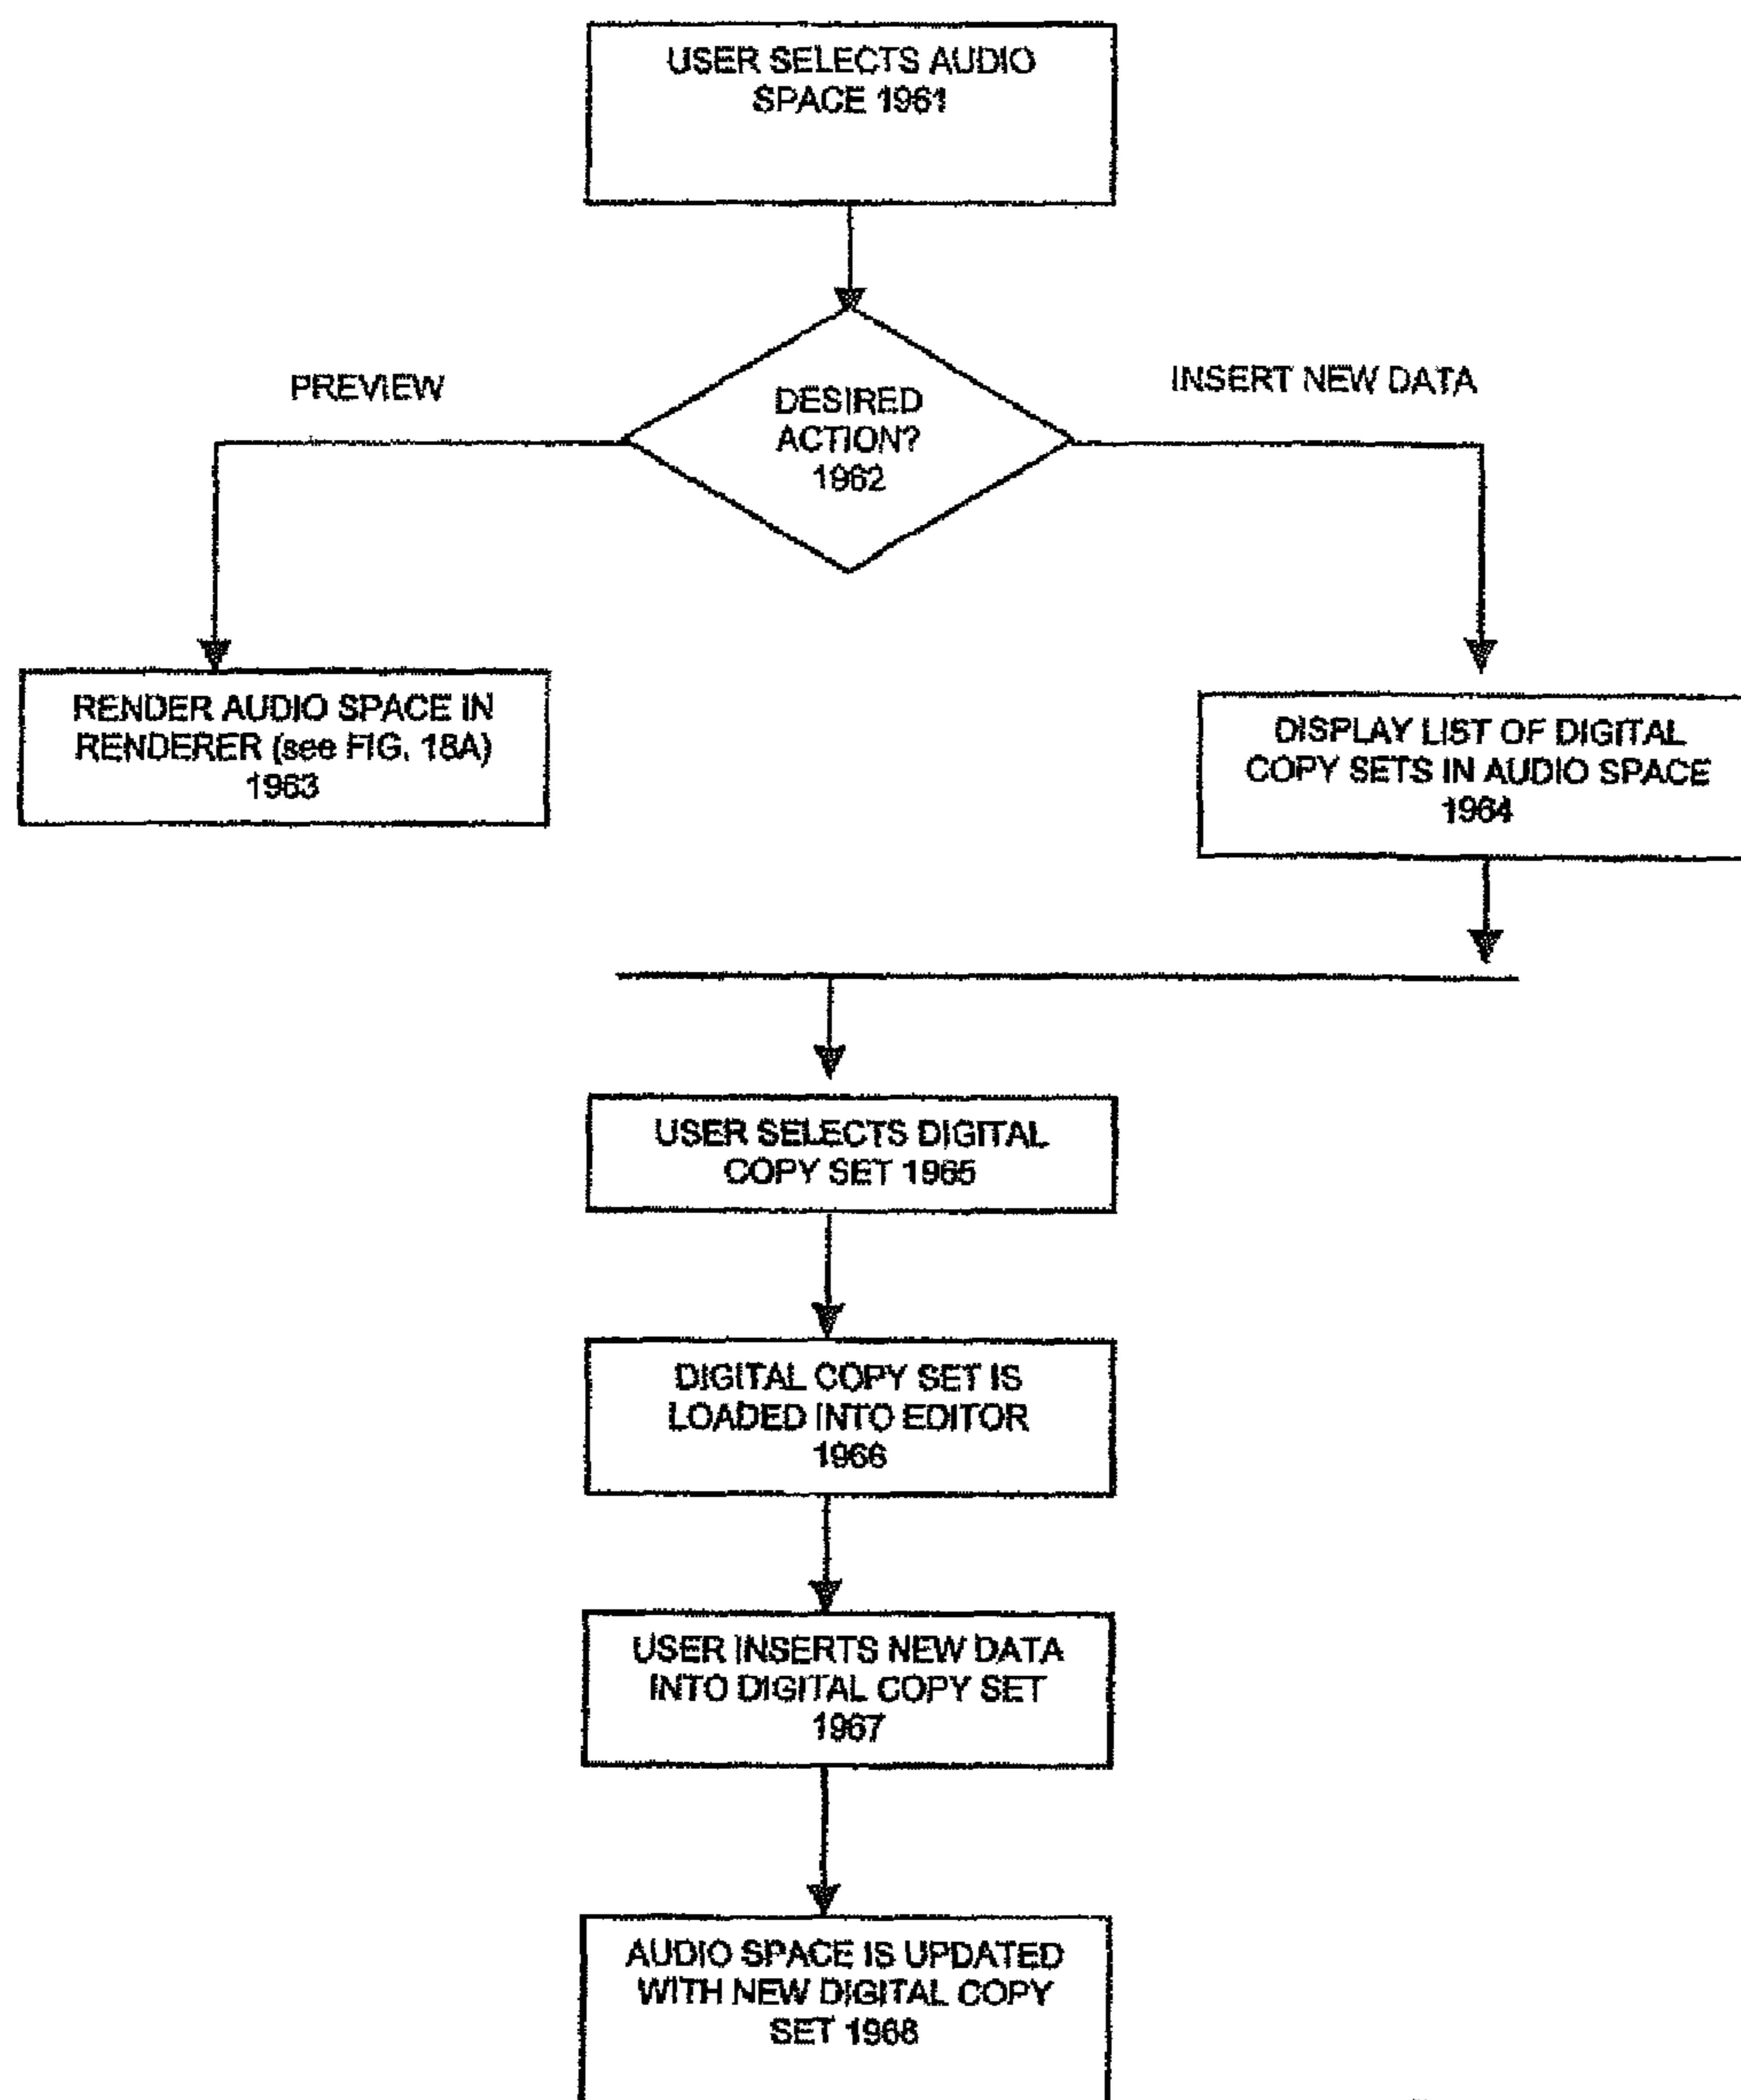 USER SELECTS AUDIO
SPACE 1961
PREVIEW
DESIRED
ACTION?
1962
INSERT NEW DATA
RENDER AUDIO SPACE IN
RENDERER (see FIG. 18A)
1963
DISPLAY LIST OF DIGITAL
COPY SETS IN AUDIO SPACE
1964
USER SELECTS DIGITAL
COPY SET 1965
DIGITAL COPY SET IS
LOADED INTO EDITOR
1966
USER INSERTS NEW DATA
INTO DIGITAL COPY SET
1967
AUDIO SPACE IS UPDATED
WITH NEW DIGITAL COPY
SET 1968